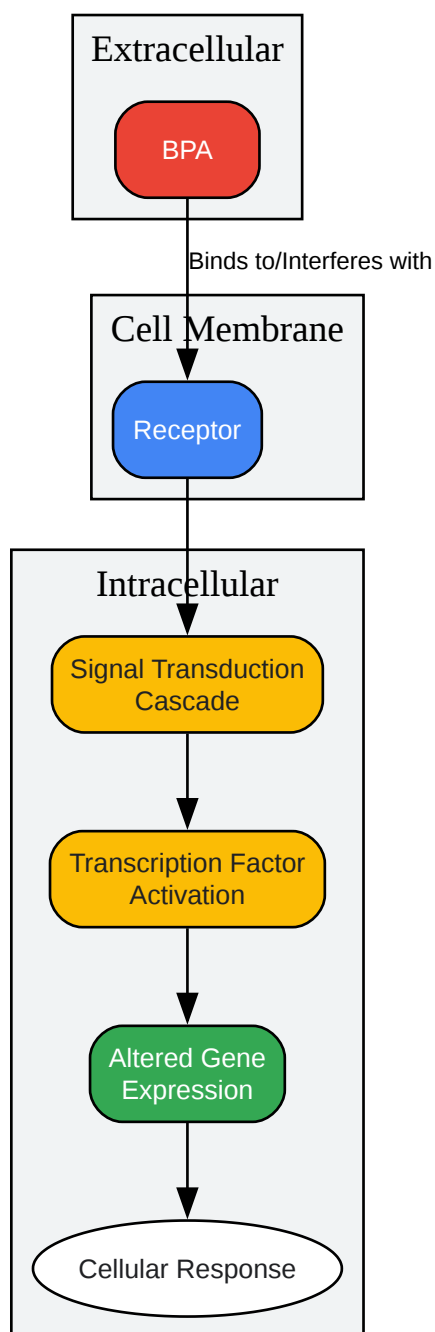 Extracellular
BPA
Binds to/Interferes with
Cell Membrane
Receptor
Intracellular
Signal Transduction
Cascade
Transcription Factor
Activation
Altered Gene
Expression
Cellular Response